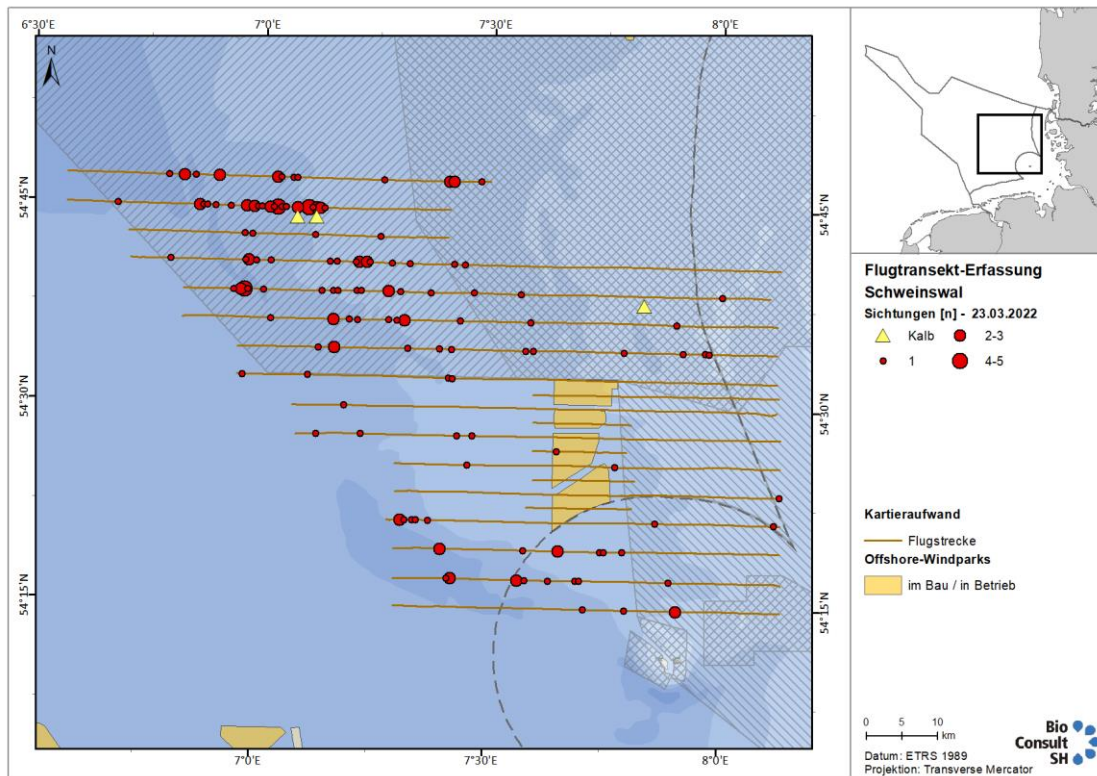 6°30'E 7°0'E 7°30'E 8°0'E
N
54°45'N 54°45'N
54°30'N 54°30'N
54°15'N 54°15'N
7°0'E 7°30'E 8°0'E
Flugtransekt-Erfassung
Schweinswal
Sichtungen [n] - 23.03.2022
Kalb 2-3
1 4-5
Kartieraufwand
Flugstrecke
Offshore-Windparks
im Bau / in Betrieb
0 5 10
km
Datum: ETRS 1989
Projektion: Transverse Mercator
Bio
Consult
SH